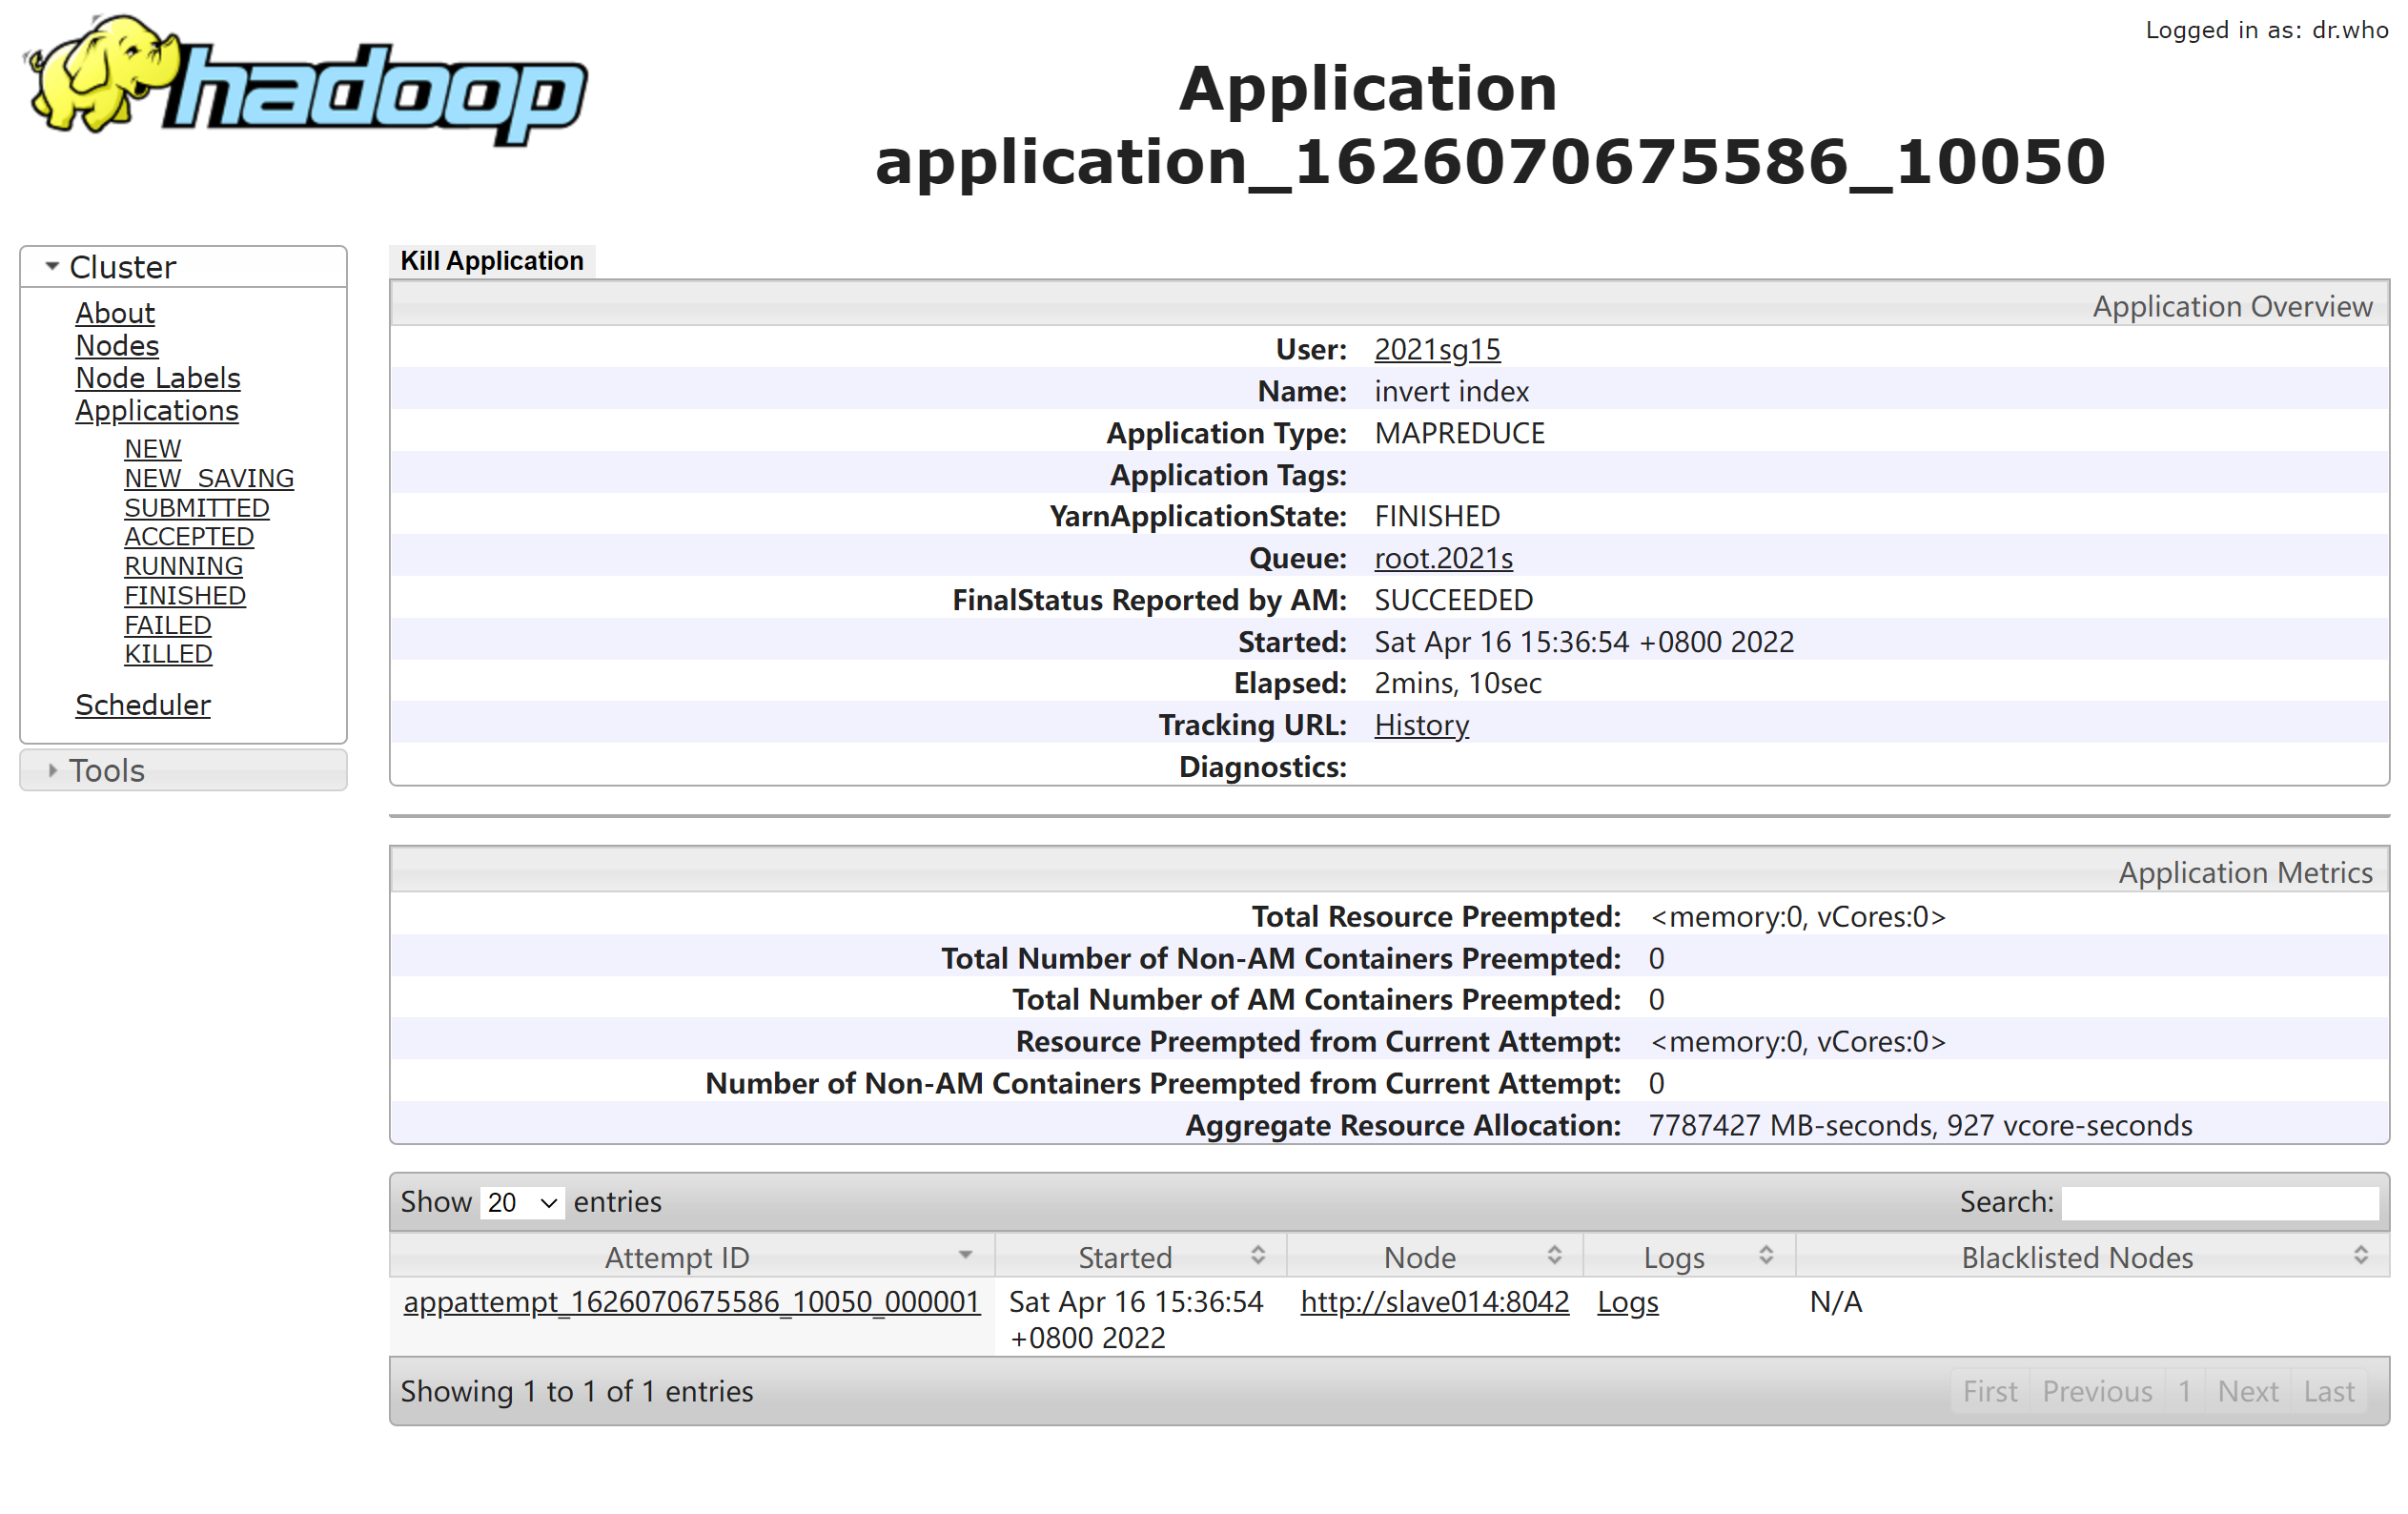 hadoop
Logged in as: dr.who
Application
application_1626070675586_10050
Cluster
About
Nodes
Node Labels
Applications
NEW
NEW_SAVING
SUBMITTED
ACCEPTED
RUNNING
FINISHED
FAILED
KILLED
Scheduler
Tools
Kill Application
Application Overview
User: 2021sg15
Name: invert index
Application Type: MAPREDUCE
Application Tags:
YarnApplicationState: FINISHED
Queue: root.2021s
FinalStatus Reported by AM: SUCCEEDED
Started: Sat Apr 16 15:36:54 +0800 2022
Elapsed: 2mins, 10sec
Tracking URL: History
Diagnostics:
Application Metrics
Total Resource Preempted: <memory:0, vCores:0>
Total Number of Non-AM Containers Preempted: 0
Total Number of AM Containers Preempted: 0
Resource Preempted from Current Attempt: <memory:0, vCores:0>
Number of Non-AM Containers Preempted from Current Attempt: 0
Aggregate Resource Allocation: 7787427 MB-seconds, 927 vcore-seconds
Show 20 entries Search:
Attempt ID Started Node Logs Blacklisted Nodes
appattempt_1626070675586_10050_000001 Sat Apr 16 15:36:54 http://slave014:8042 Logs N/A
+0800 2022
Showing 1 to 1 of 1 entries First Previous 1 Next Last